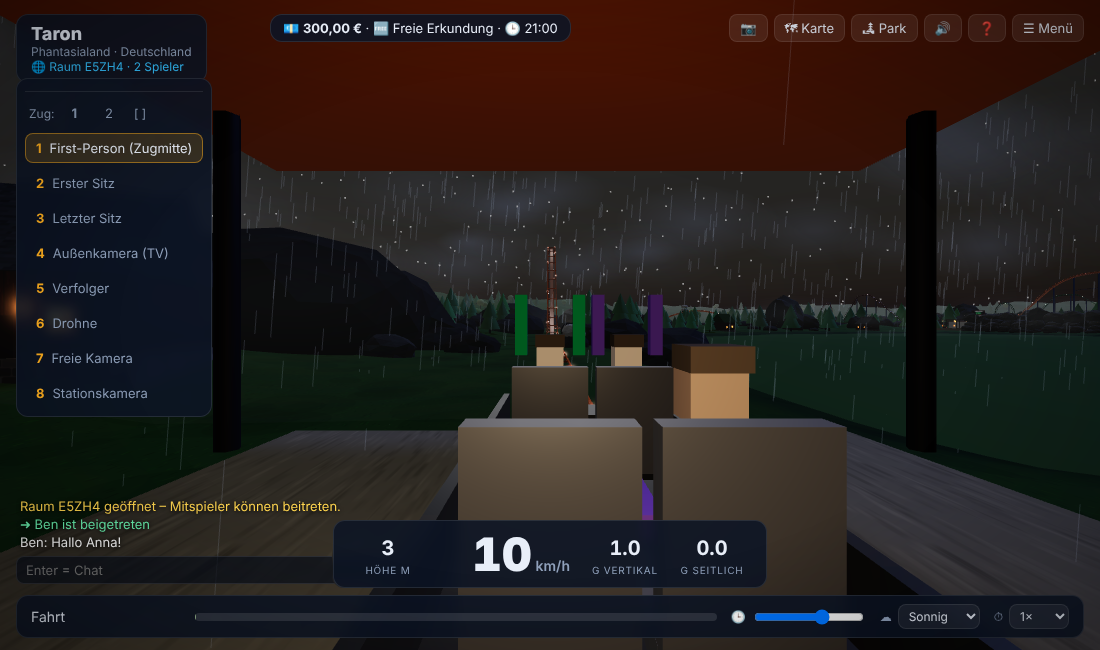 Taron
Phantasialand · Deutschland
🌐 Raum E5ZH4 · 2 Spieler
💶 300,00 € · 🆓 Freie Erkundung · 🕒 21:00
📷
🗺 Karte
🏞 Park
🔊
❓
☰ Menü
Zug: 1 2 [ ]
1 First-Person (Zugmitte)
2 Erster Sitz
3 Letzter Sitz
4 Außenkamera (TV)
5 Verfolger
6 Drohne
7 Freie Kamera
8 Stationskamera
Raum E5ZH4 geöffnet – Mitspieler können beitreten.
➜ Ben ist beigetreten
Ben: Hallo Anna!
Enter = Chat
3
HÖHE M
10 km/h
1.0
G VERTIKAL
0.0
G SEITLICH
Fahrt
🕒
☁ Sonnig
⏱ 1×